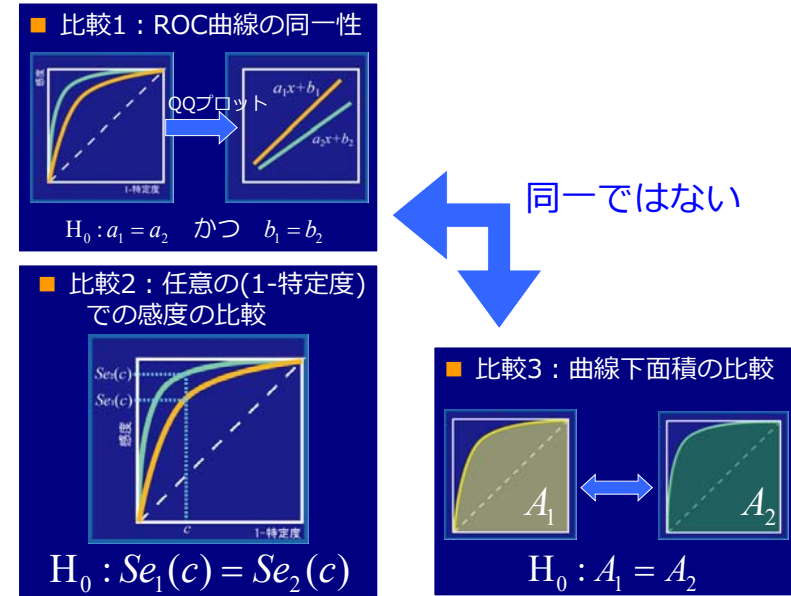 ■ 比較1：ROC曲線の同一性
感度
1-特定度
QQプロット
a₁x+b₁
a₂x+b₂
H₀ : a₁ = a₂ かつ b₁ = b₂
同一ではない
■ 比較2：任意の(1-特定度)
での感度の比較
Se₂(c)
Se₁(c)
感度
c
1-特定度
H₀ : Se₁(c) = Se₂(c)
■ 比較3：曲線下面積の比較
A₁
A₂
H₀ : A₁ = A₂